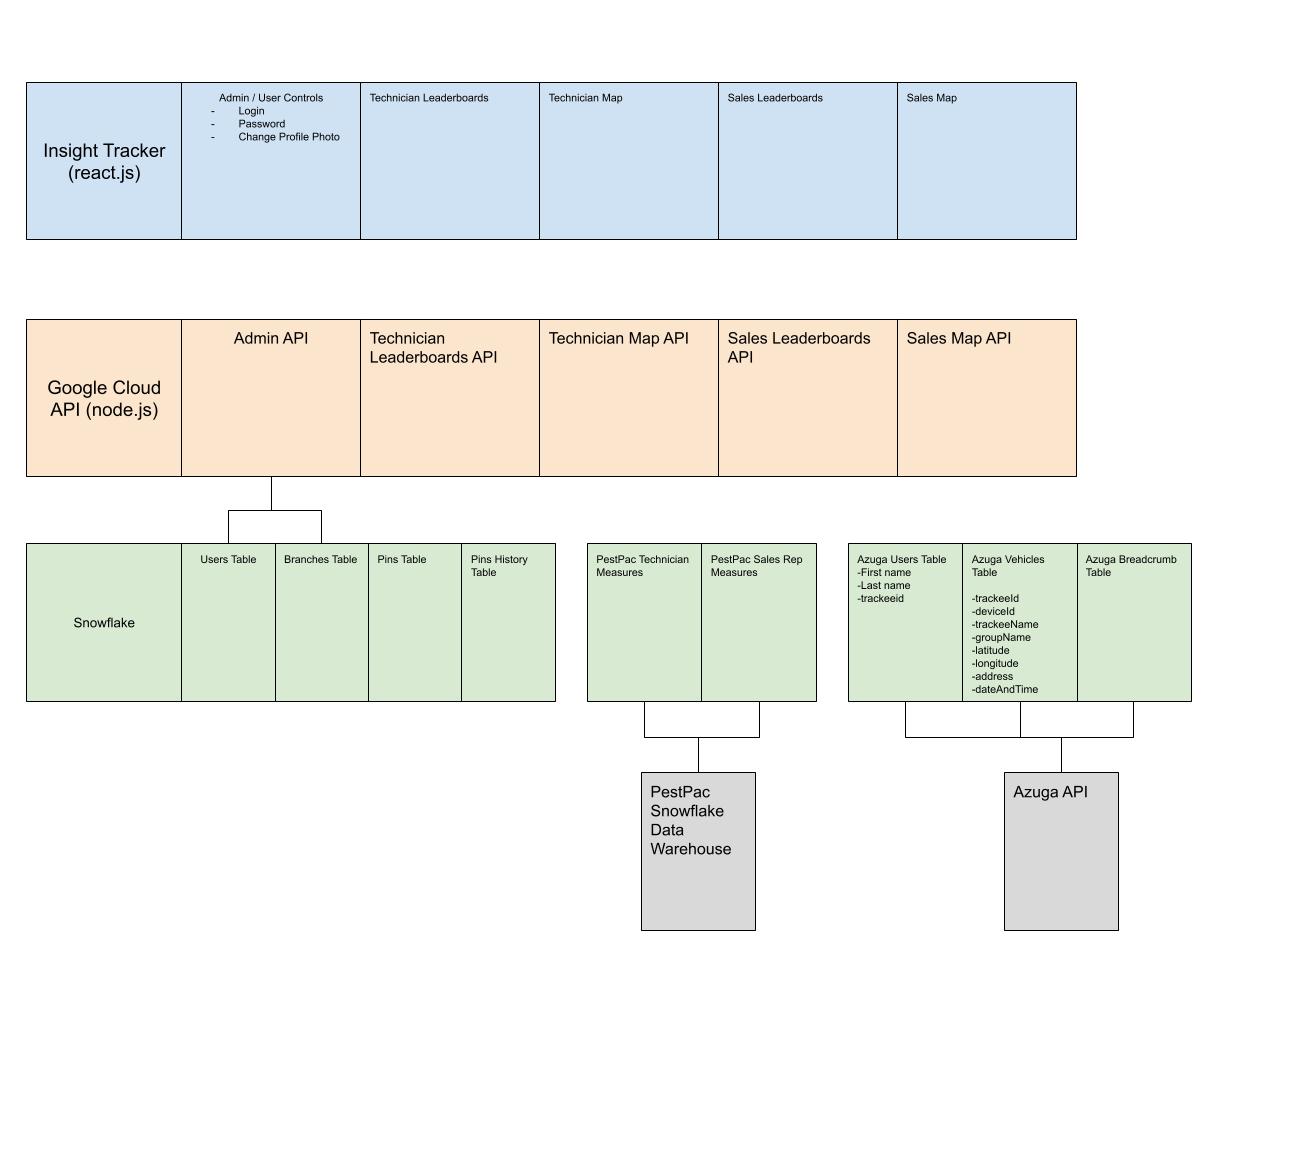 Insight Tracker
(react.js)
Admin / User Controls
- Login
- Password
- Change Profile Photo
Technician Leaderboards
Technician Map
Sales Leaderboards
Sales Map
Google Cloud
API (node.js)
Admin API
Technician
Leaderboards API
Technician Map API
Sales Leaderboards
API
Sales Map API
Snowflake
Users Table
Branches Table
Pins Table
Pins History
Table
PestPac Technician
Measures
PestPac Sales Rep
Measures
Azuga Users Table
-First name
-Last name
-trackeeid
Azuga Vehicles
Table
-trackeeId
-deviceId
-trackeeName
-groupName
-latitude
-longitude
-address
-dateAndTime
Azuga Breadcrumb
Table
PestPac
Snowflake
Data
Warehouse
Azuga API